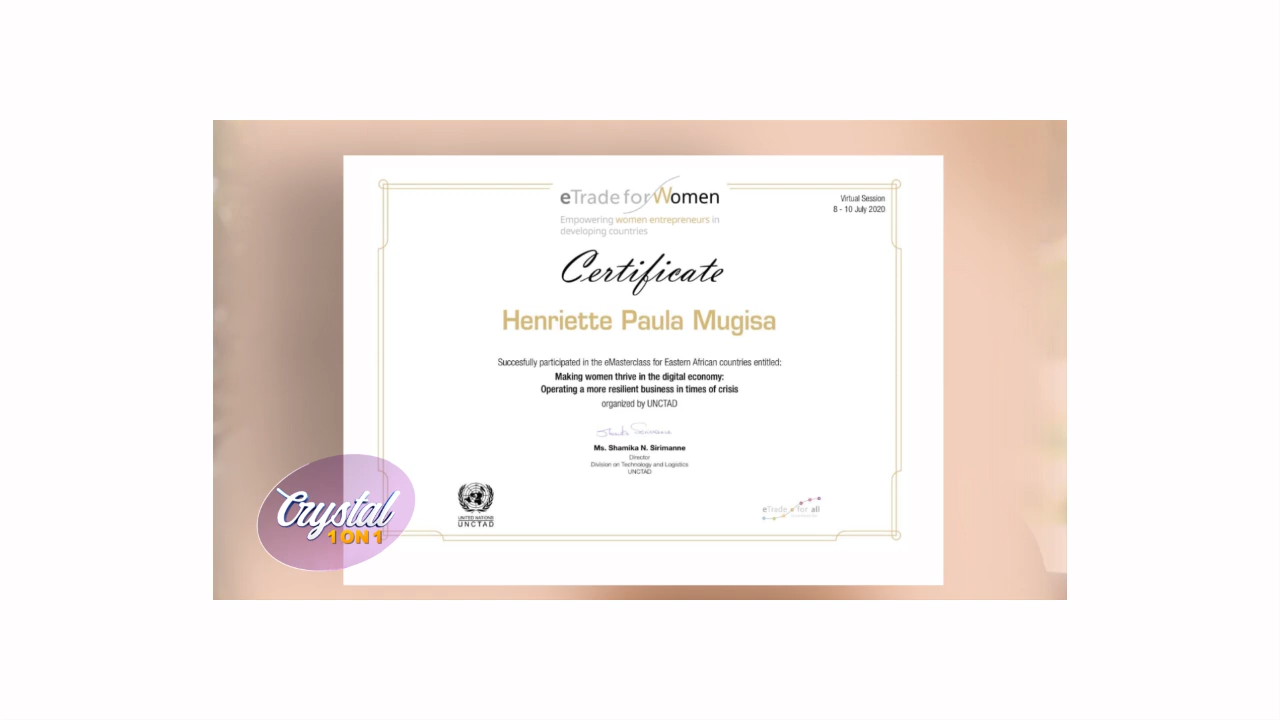 eTrade for Women
Empowering women entrepreneurs in
developing countries
Virtual Session
8 - 10 July 2020
Certificate
Henriette Paula Mugisa
Succesfully participated in the eMasterclass for Eastern African countries entitled:
Making women thrive in the digital economy:
Operating a more resilient business in times of crisis
organized by UNCTAD
Ms. Shamika N. Sirimanne
Director
Division on Technology and Logistics
UNCTAD
UNITED NATIONS
UNCTAD
eTrade for all
Crystal
1 ON 1